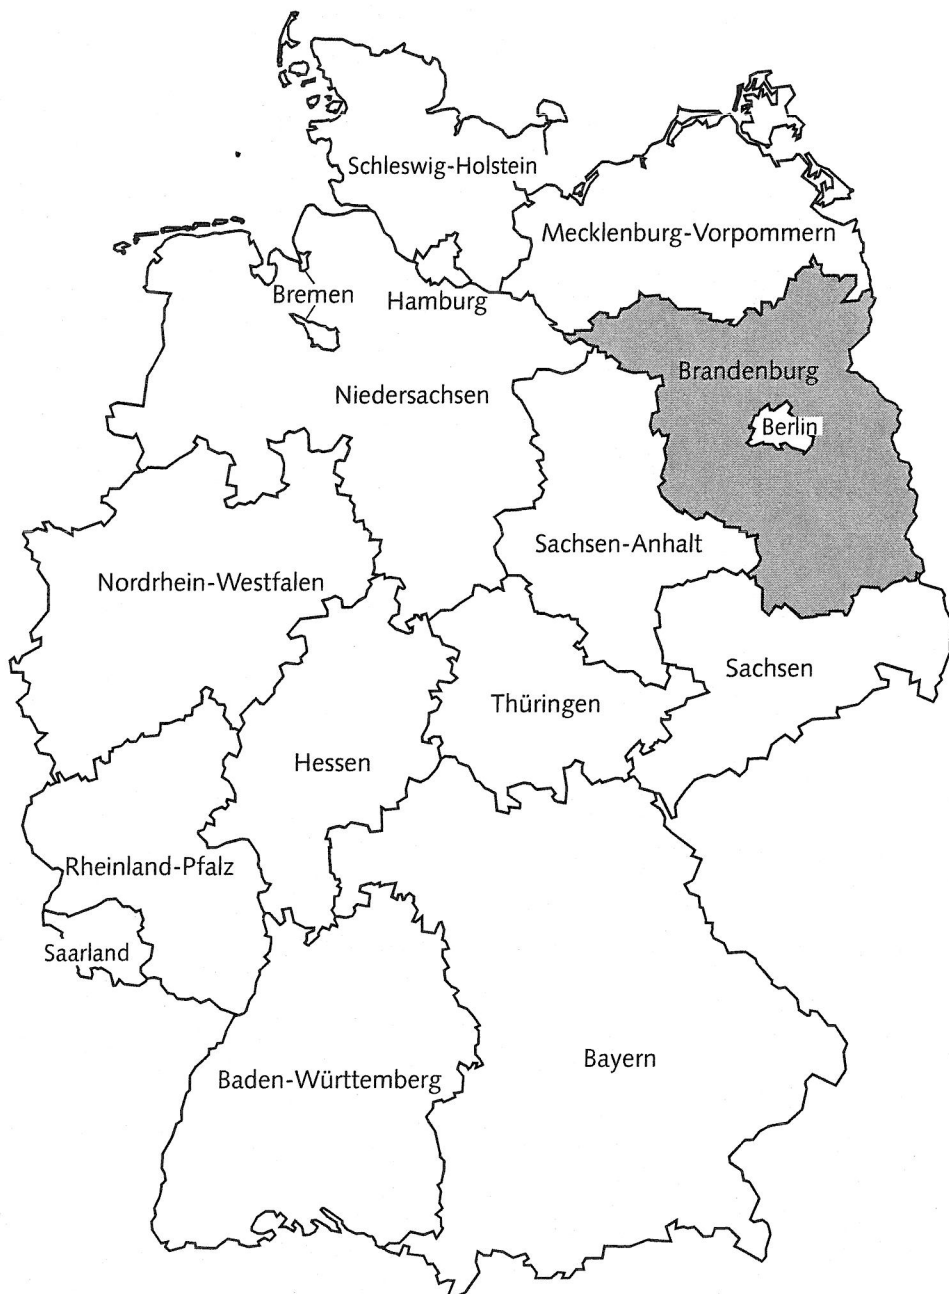 Schleswig-Holstein
Mecklenburg-Vorpommern
Bremen
Hamburg
Brandenburg
Niedersachsen
Berlin
Sachsen-Anhalt
Nordrhein-Westfalen
Sachsen
Thüringen
Hessen
Rheinland-Pfalz
Saarland
Bayern
Baden-Württemberg